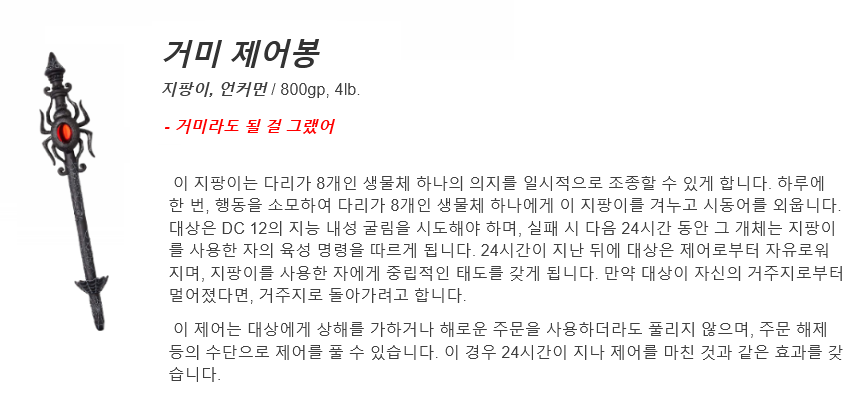 거미 제어봉
지팡이, 언커먼 / 800gp, 4lb.
- 거미라도 될 걸 그랬어
이 지팡이는 다리가 8개인 생물체 하나의 의지를 일시적으로 조종할 수 있게 합니다. 하루에
한 번, 행동을 소모하여 다리가 8개인 생물체 하나에게 이 지팡이를 겨누고 시동어를 외웁니다.
대상은 DC 12의 지능 내성 굴림을 시도해야 하며, 실패 시 다음 24시간 동안 그 개체는 지팡이
를 사용한 자의 육성 명령을 따르게 됩니다. 24시간이 지난 뒤에 대상은 제어로부터 자유로워
지며, 지팡이를 사용한 자에게 중립적인 태도를 갖게 됩니다. 만약 대상이 자신의 거주지로부터
멀어졌다면, 거주지로 돌아가려고 합니다.
이 제어는 대상에게 상해를 가하거나 해로운 주문을 사용하더라도 풀리지 않으며, 주문 해제
등의 수단으로 제어를 풀 수 있습니다. 이 경우 24시간이 지나 제어를 마친 것과 같은 효과를 갖
습니다.